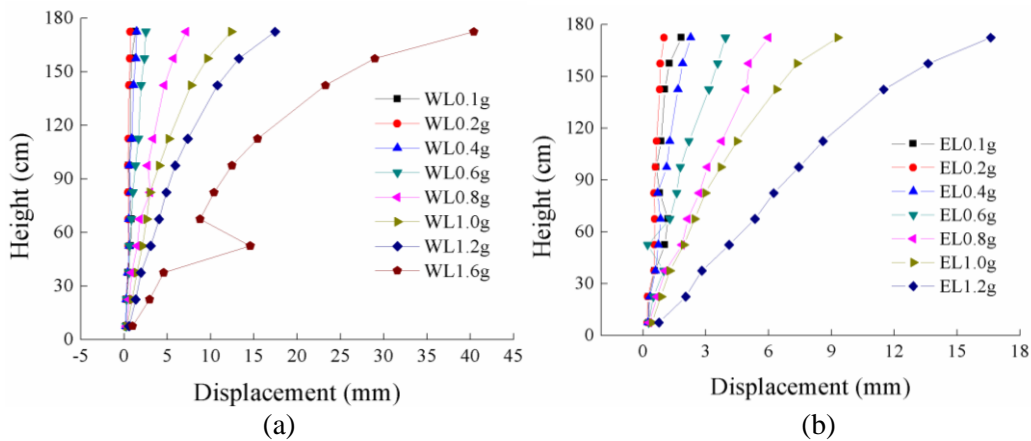 Height (cm)
180
150
120
90
60
30
0
-5 0 5 10 15 20 25 30 35 40 45
Displacement (mm)
WL0.1g
WL0.2g
WL0.4g
WL0.6g
WL0.8g
WL1.0g
WL1.2g
WL1.6g
(a)
Height (cm)
180
150
120
90
60
30
0
0 3 6 9 12 15 18
Displacement (mm)
EL0.1g
EL0.2g
EL0.4g
EL0.6g
EL0.8g
EL1.0g
EL1.2g
(b)